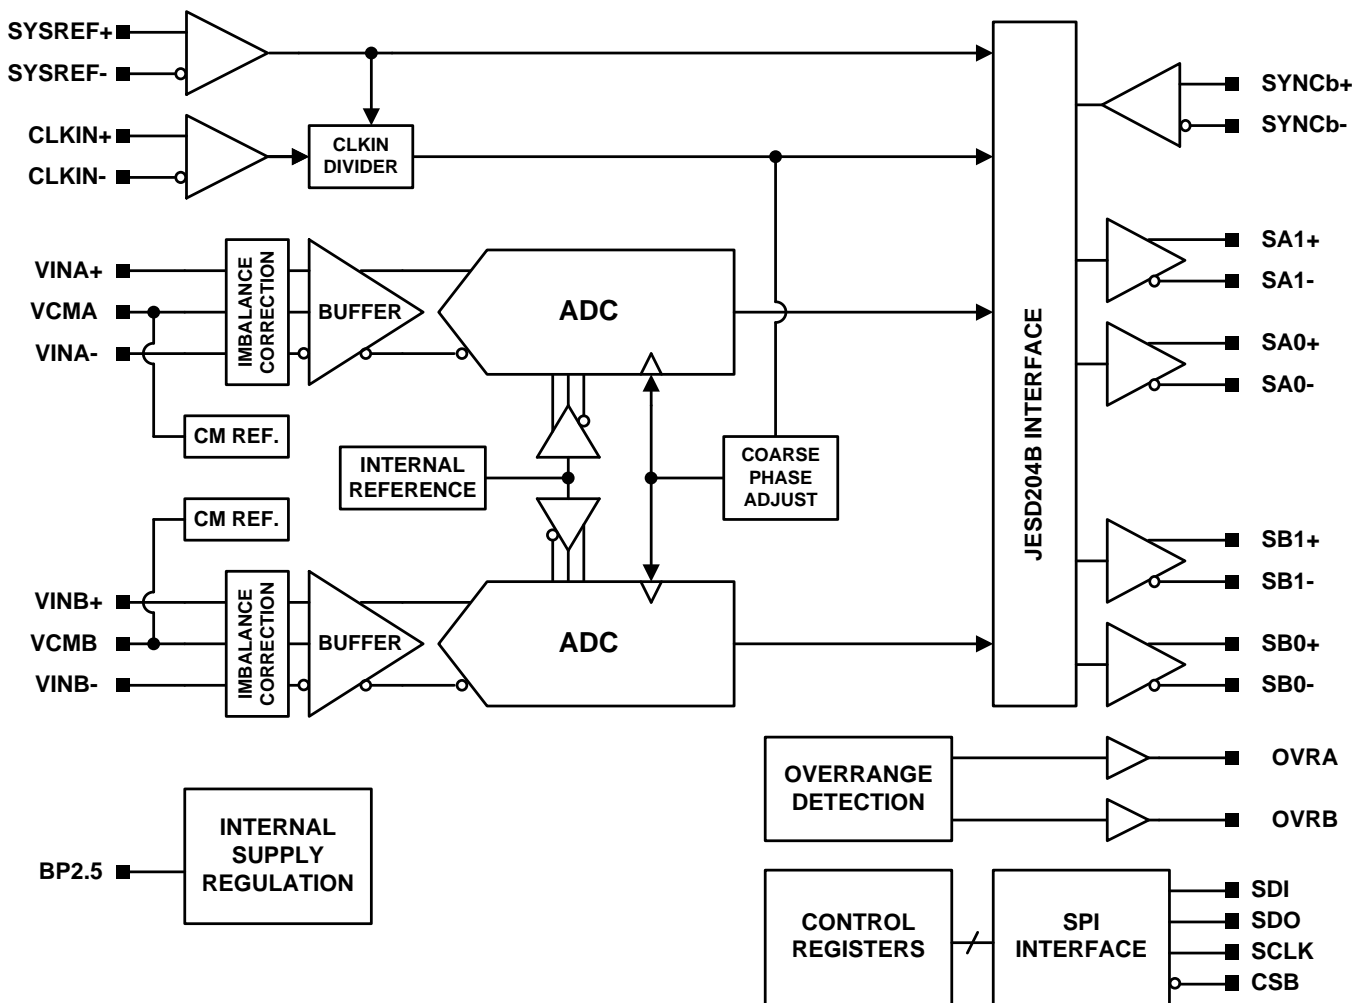 SYSREF+
SYSREF-
CLKIN+
CLKIN-
CLKIN
DIVIDER
SYNCb+
SYNCb-
VINA+
VCMA
VINA-
IMBALANCE
CORRECTION
BUFFER
ADC
CM REF.
INTERNAL
REFERENCE
COARSE
PHASE
ADJUST
JESD204B INTERFACE
SA1+
SA1-
SA0+
SA0-
CM REF.
VINB+
VCMB
VINB-
IMBALANCE
CORRECTION
BUFFER
ADC
SB1+
SB1-
SB0+
SB0-
OVERRANGE
DETECTION
OVRA
OVRB
BP2.5
INTERNAL
SUPPLY
REGULATION
CONTROL
REGISTERS
SPI
INTERFACE
SDI
SDO
SCLK
CSB